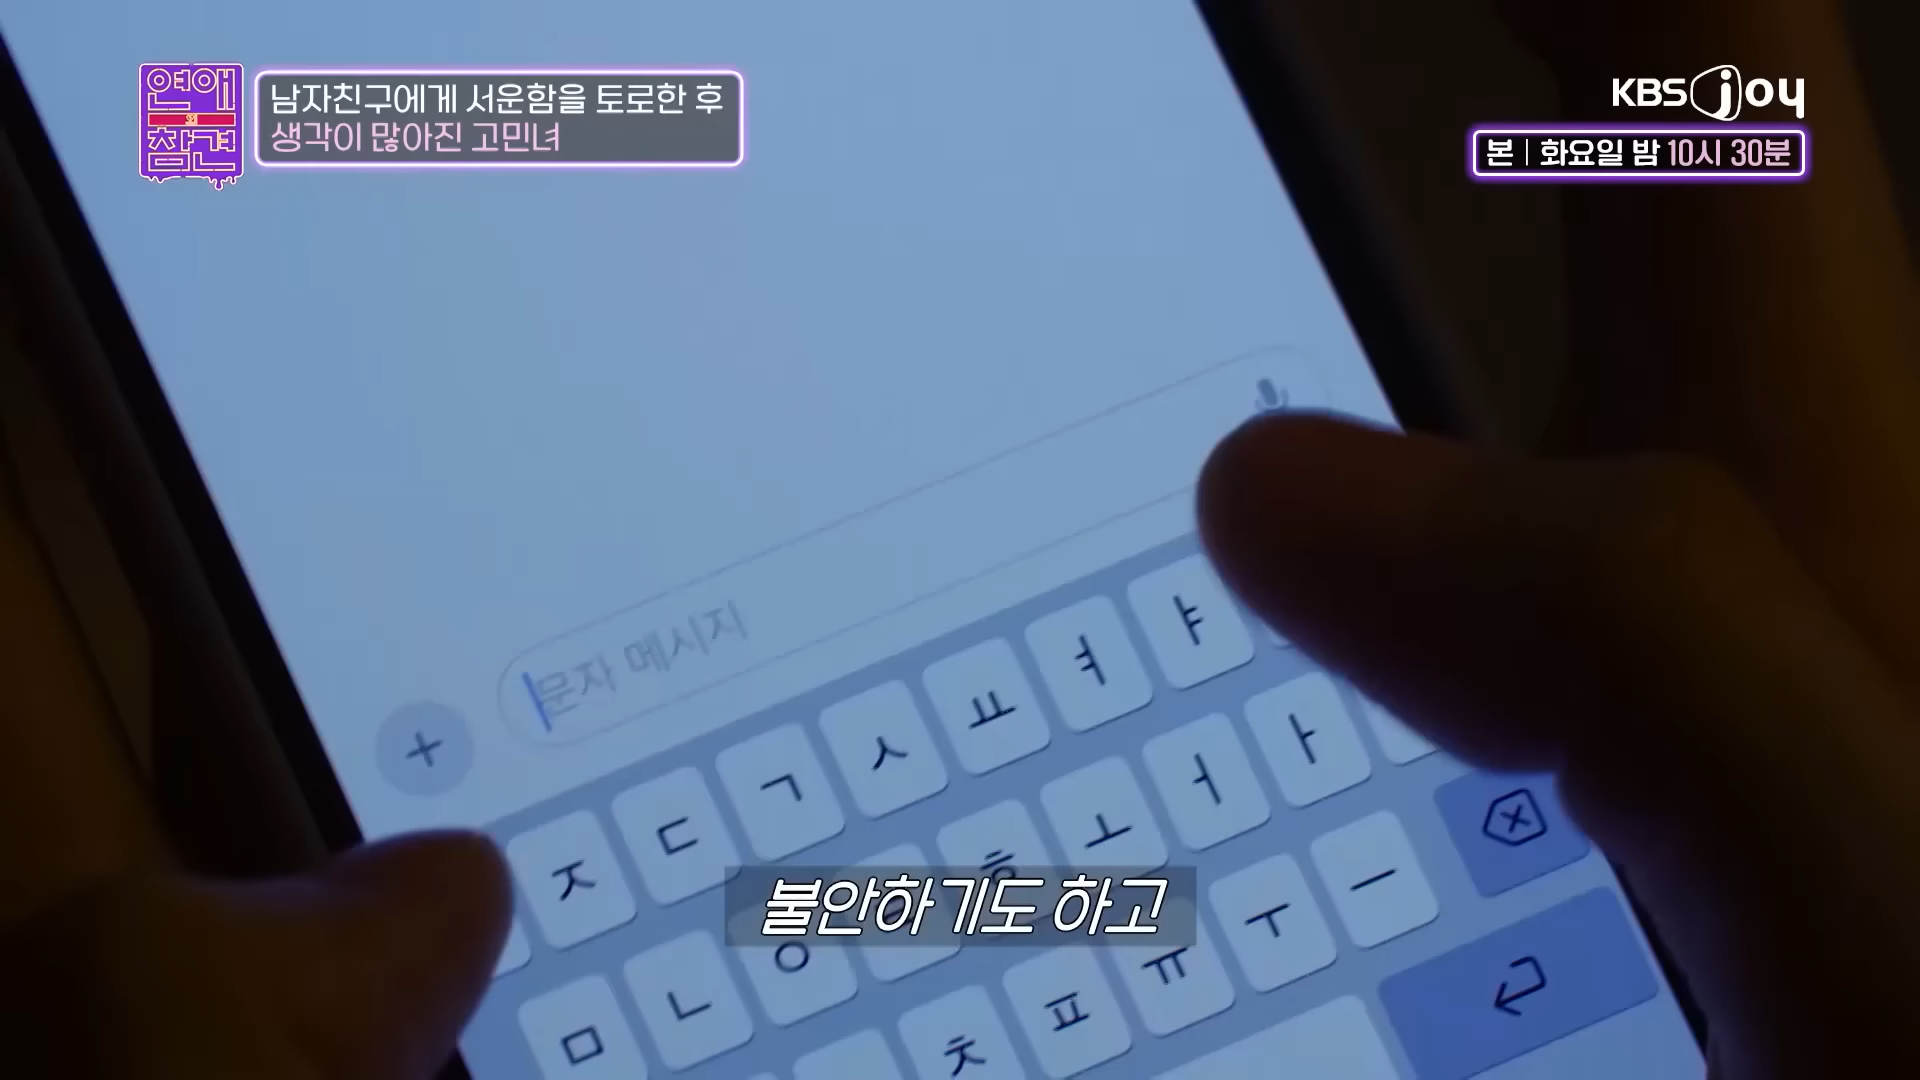 연애
의
참견
남자친구에게 서운함을 토로한 후
생각이 많아진 고민녀
KBS joy
본 | 화요일 밤 10시 30분
문자 메시지
ㅈ ㄷ ㄱ ㅅ ㅛ ㅕ ㅑ
ㅁ ㄴ ㅇ ㅎ ㅗ ㅓ ㅏ
ㅊ ㅍ ㅠ ㅜ ㅡ
불안하기도 하고